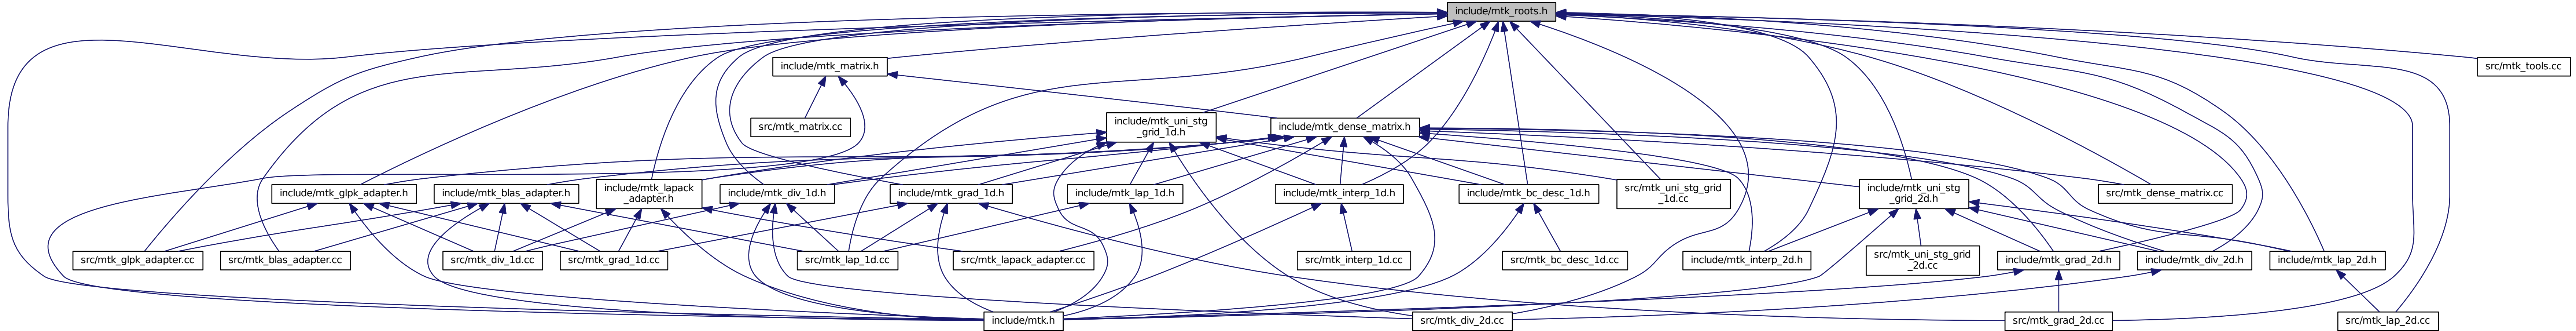 include/mtk_roots.h
include/mtk_matrix.h
src/mtk_tools.cc
src/mtk_matrix.cc
include/mtk_uni_stg
_grid_1d.h
include/mtk_dense_matrix.h
include/mtk_glpk_adapter.h
include/mtk_blas_adapter.h
include/mtk_lapack
_adapter.h
include/mtk_div_1d.h
include/mtk_grad_1d.h
include/mtk_lap_1d.h
include/mtk_interp_1d.h
include/mtk_bc_desc_1d.h
src/mtk_uni_stg_grid
_1d.cc
include/mtk_uni_stg
_grid_2d.h
src/mtk_dense_matrix.cc
src/mtk_glpk_adapter.cc
src/mtk_blas_adapter.cc
src/mtk_div_1d.cc
src/mtk_grad_1d.cc
src/mtk_lap_1d.cc
src/mtk_lapack_adapter.cc
src/mtk_interp_1d.cc
src/mtk_bc_desc_1d.cc
include/mtk_interp_2d.h
src/mtk_uni_stg_grid
_2d.cc
include/mtk_grad_2d.h
include/mtk_div_2d.h
include/mtk_lap_2d.h
include/mtk.h
src/mtk_div_2d.cc
src/mtk_grad_2d.cc
src/mtk_lap_2d.cc